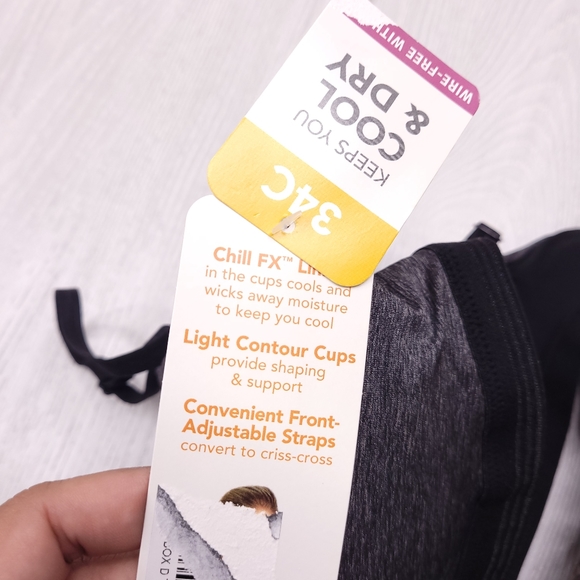 WIRE-FREE WITH
KEEPS YOU
COOL
& DRY
34C
Chill FX™
in the cups cools and
wicks away moisture
to keep you cool
Light Contour Cups
provide shaping
& support
Convenient Front-
Adjustable Straps
convert to criss-cross